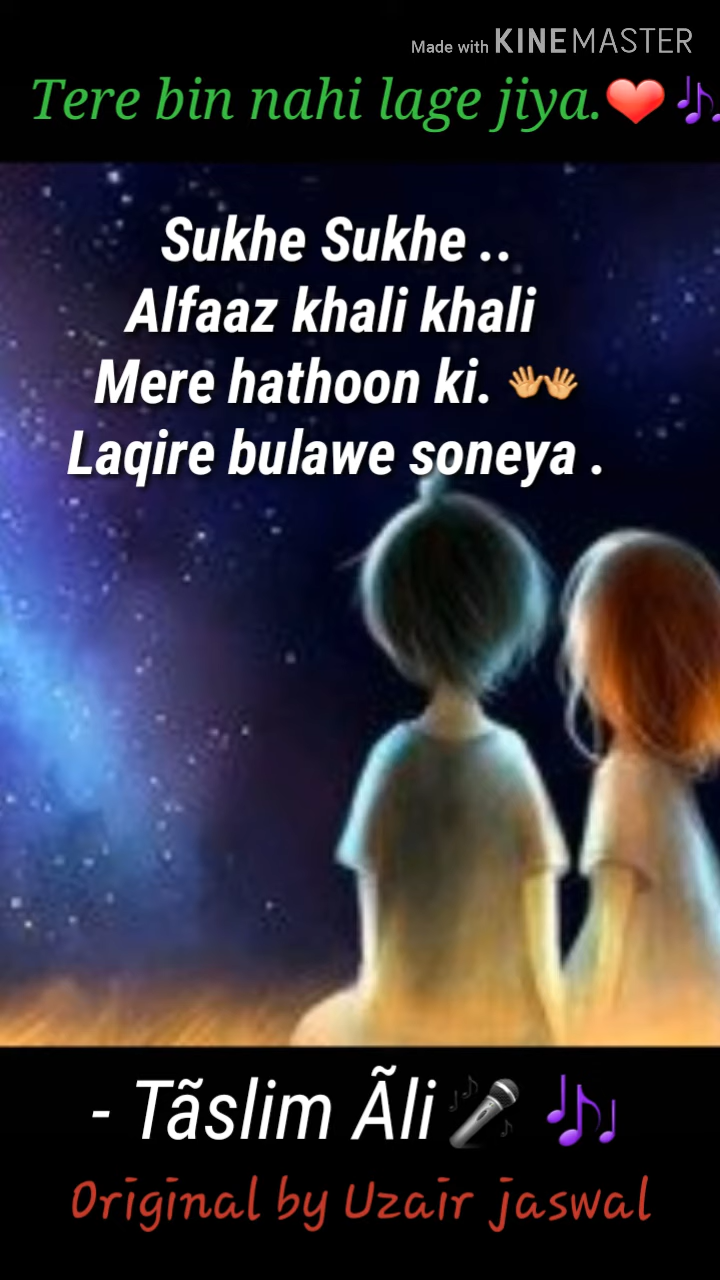 Made with KINEMASTER
Tere bin nahi lage jiya.❤️🎶
Sukhe Sukhe ..
Alfaaz khali khali
Mere hathoon ki. 👐
Laqire bulawe soneya .
- Tãslim Ãli🎤 🎶
Original by Uzair jaswal